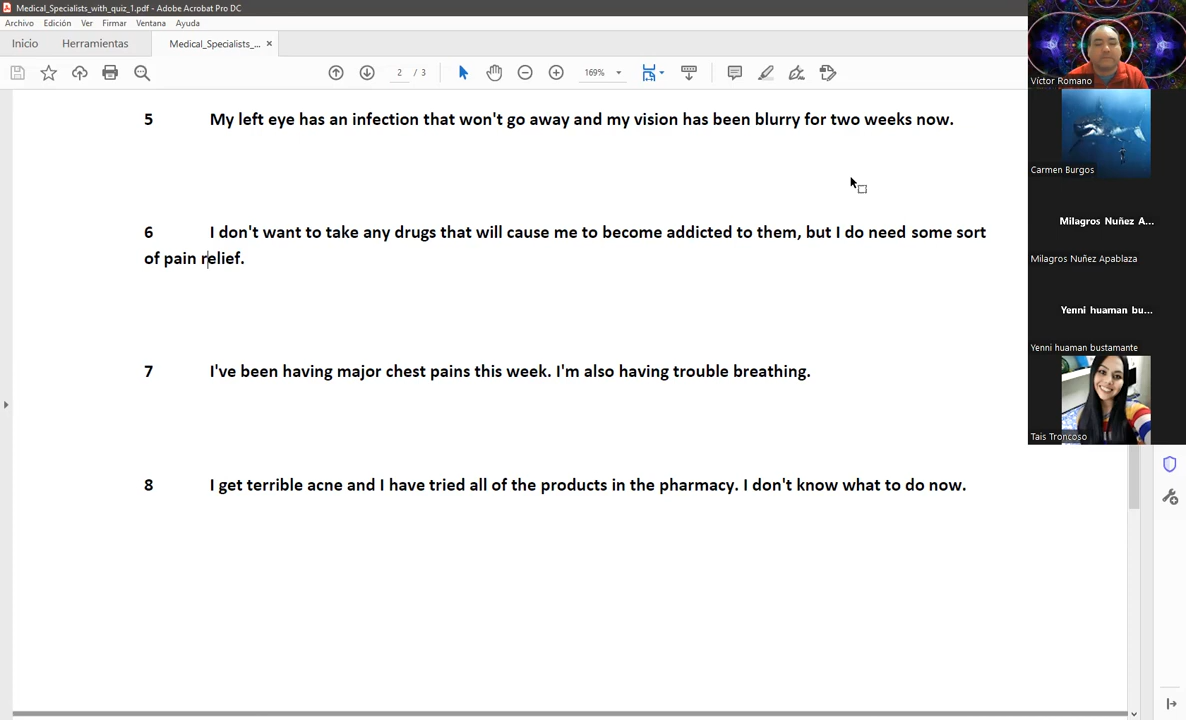 Medical_Specialists_with_quiz_1.pdf - Adobe Acrobat Pro DC
Archivo Edición Ver Firmar Ventana Ayuda
Inicio Herramientas Medical_Specialists_... ×
2 / 3 169%
5 My left eye has an infection that won't go away and my vision has been blurry for two weeks now.
6 I don't want to take any drugs that will cause me to become addicted to them, but I do need some sort
of pain relief.
7 I've been having major chest pains this week. I'm also having trouble breathing.
8 I get terrible acne and I have tried all of the products in the pharmacy. I don't know what to do now.
Víctor Romano
Carmen Burgos
Milagros Nuñez A...
Milagros Nuñez Apablaza
Yenni huaman bu...
Yenni huaman bustamante
Tais Troncoso